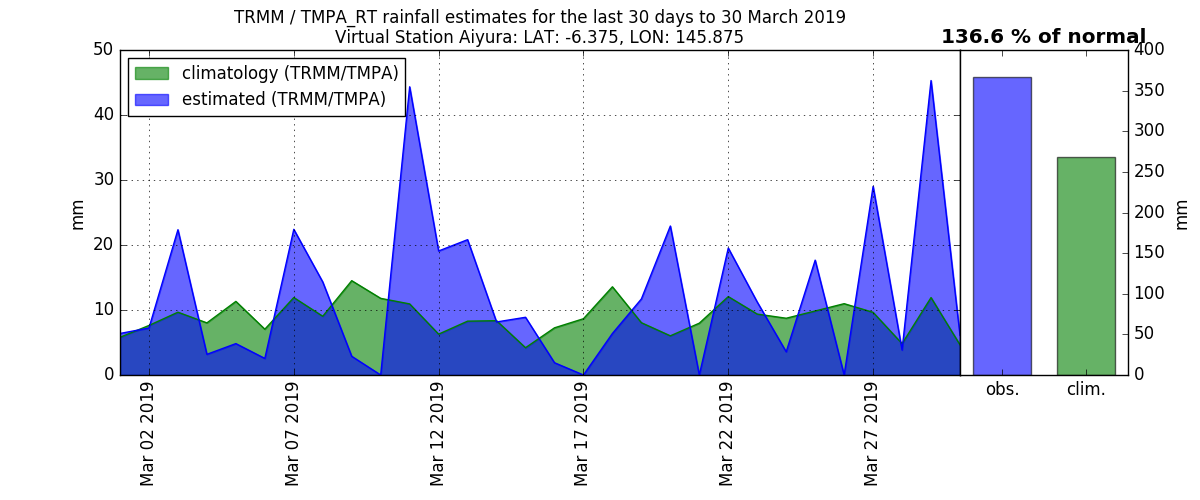 TRMM / TMPA_RT rainfall estimates for the last 30 days to 30 March 2019
Virtual Station Aiyura: LAT: -6.375, LON: 145.875
136.6 % of normal
climatology (TRMM/TMPA)
estimated (TRMM/TMPA)
50
40
30
20
10
0
mm
Mar 02 2019
Mar 07 2019
Mar 12 2019
Mar 17 2019
Mar 22 2019
Mar 27 2019
obs.
clim.
400
350
300
250
200
150
100
50
0
mm